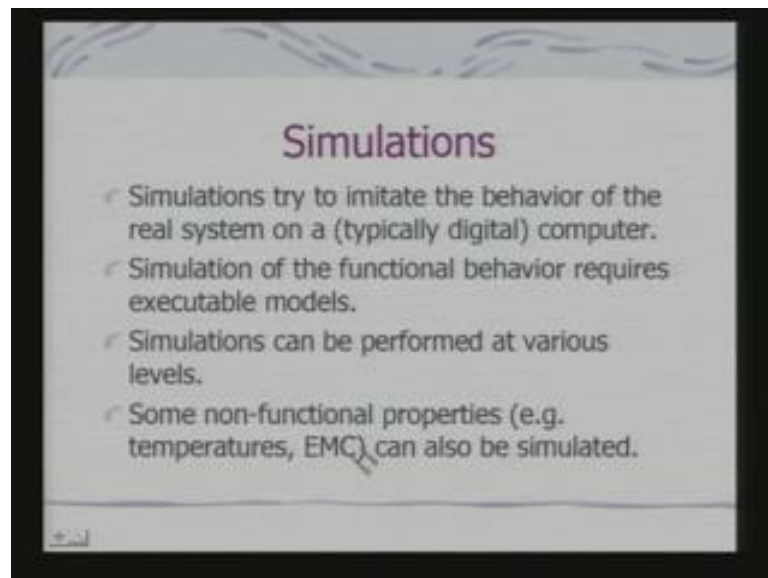 Simulations
Simulations try to imitate the behavior of the
real system on a (typically digital) computer.
Simulation of the functional behavior requires
executable models.
Simulations can be performed at various
levels.
Some non-functional properties (e.g.
temperatures, EMC) can also be simulated.